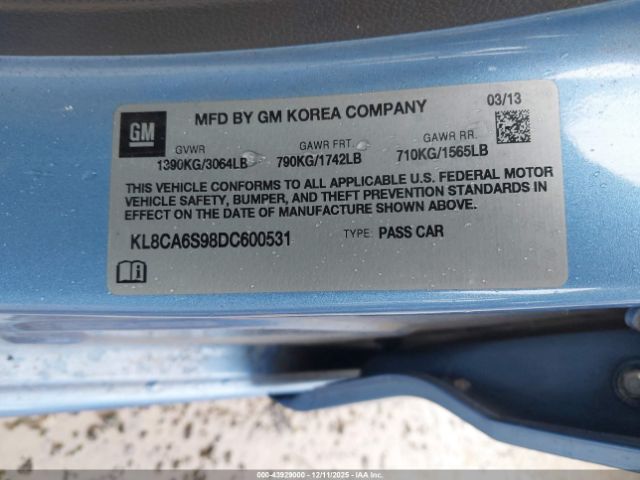 GM
MFD BY GM KOREA COMPANY
03/13
GVWR
GAWR FRT.
GAWR RR.
1390KG/3064LB
790KG/1742LB
710KG/1565LB
THIS VEHICLE CONFORMS TO ALL APPLICABLE U.S. FEDERAL MOTOR
VEHICLE SAFETY, BUMPER, AND THEFT PREVENTION STANDARDS IN
EFFECT ON THE DATE OF MANUFACTURE SHOWN ABOVE.
KL8CA6S98DC600531
TYPE: PASS CAR
000-43929000 - 12/11/2025 - COPYRIGHT IAA, LLC.